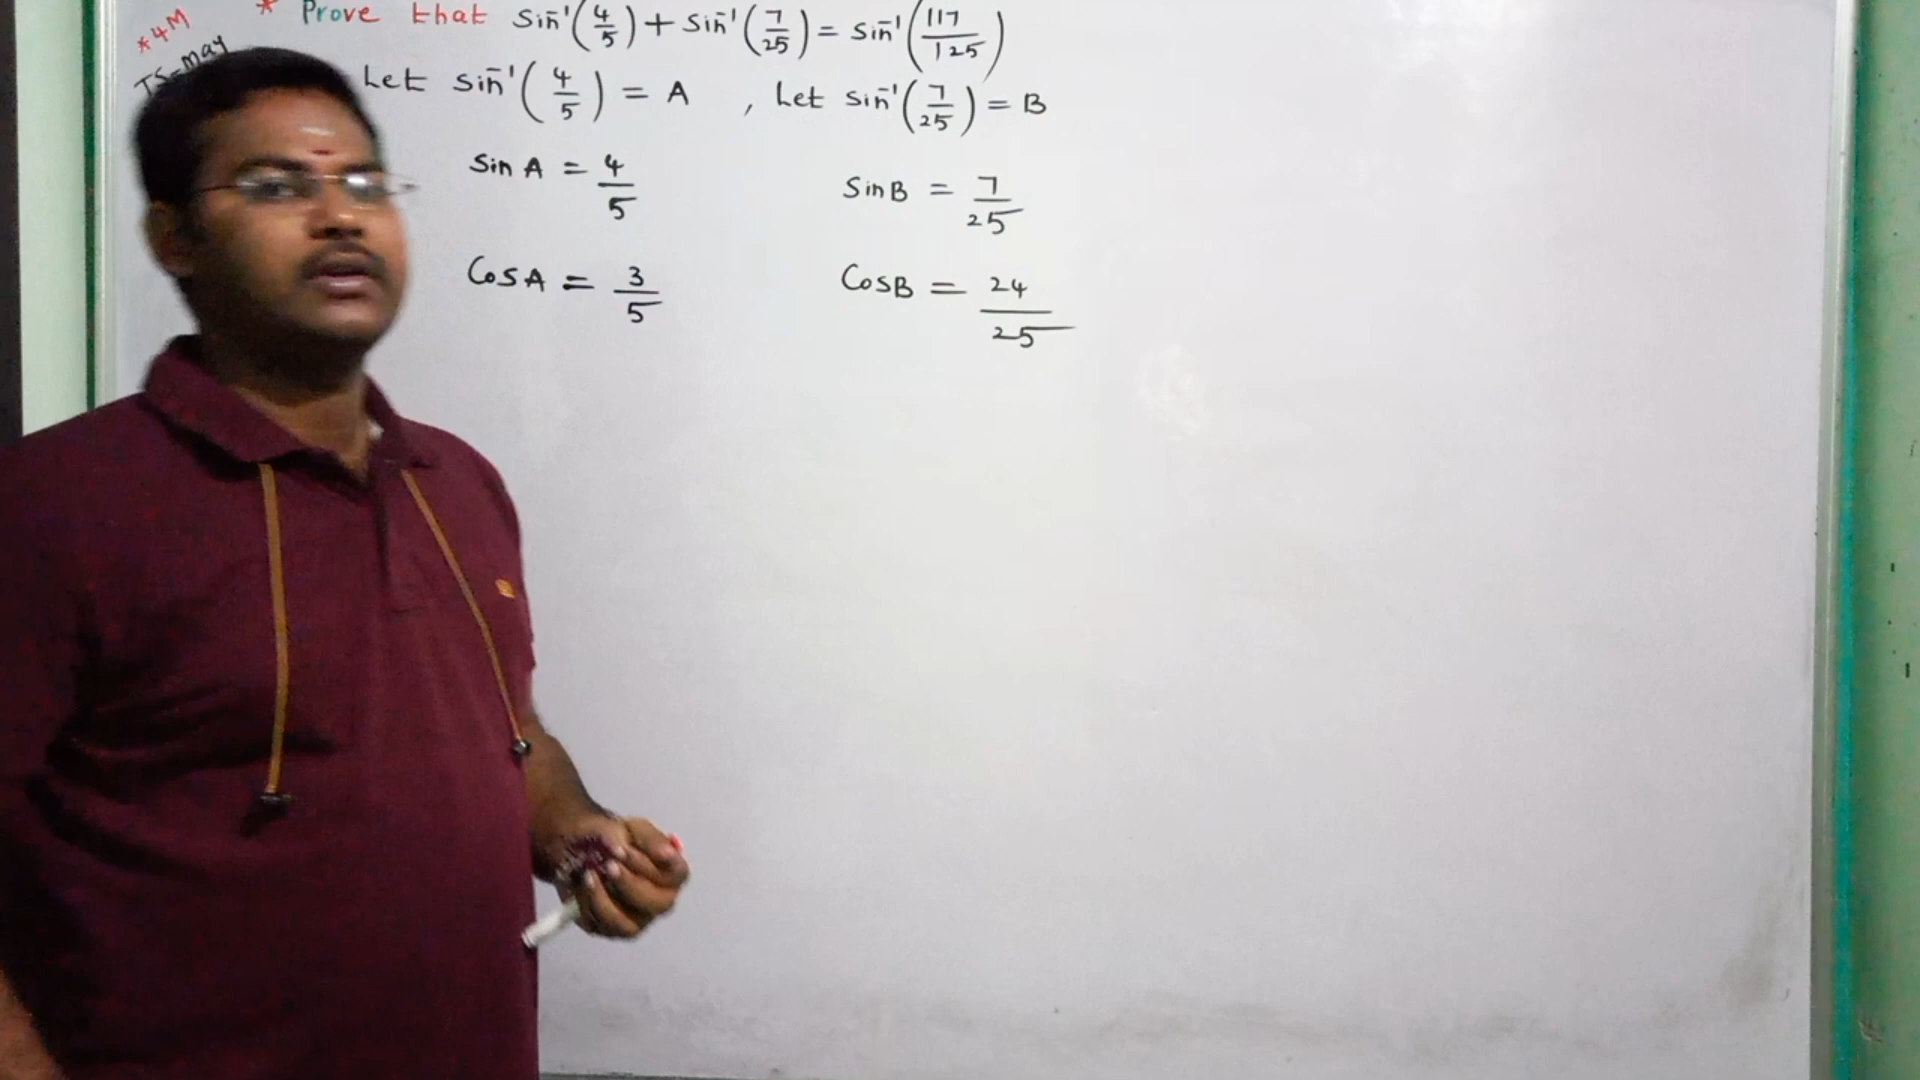 * Prove that Sin⁻¹(4/5) + Sin⁻¹(7/25) = Sin⁻¹(117/125)
*4M
TS-May
Let Sin⁻¹(4/5) = A , Let Sin⁻¹(7/25) = B
Sin A = 4/5
Sin B = 7/25
Cos A = 3/5
Cos B = 24/25